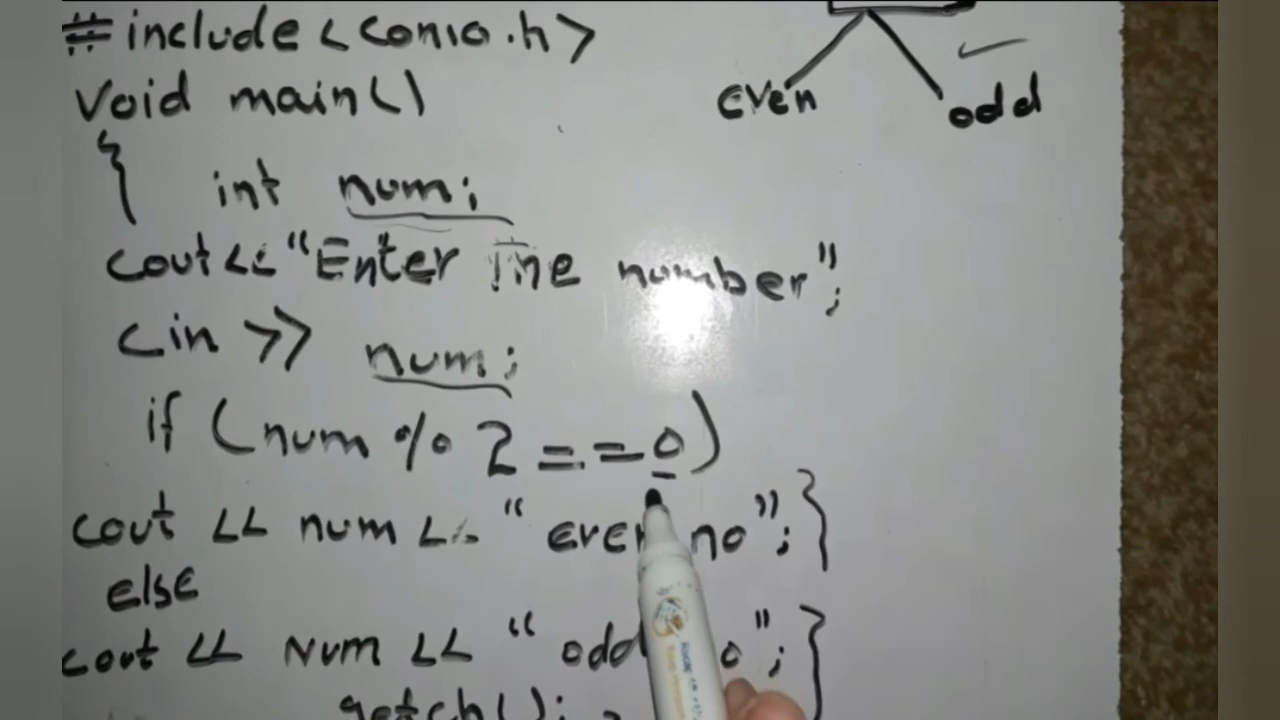 #include <conio.h>
void main()
even odd
{ int num;
cout << "Enter The number";
cin >> num;
if (num % 2 == 0)
cout << num << "even no"; }
else
cout << Num << "odd no"; }
getch();